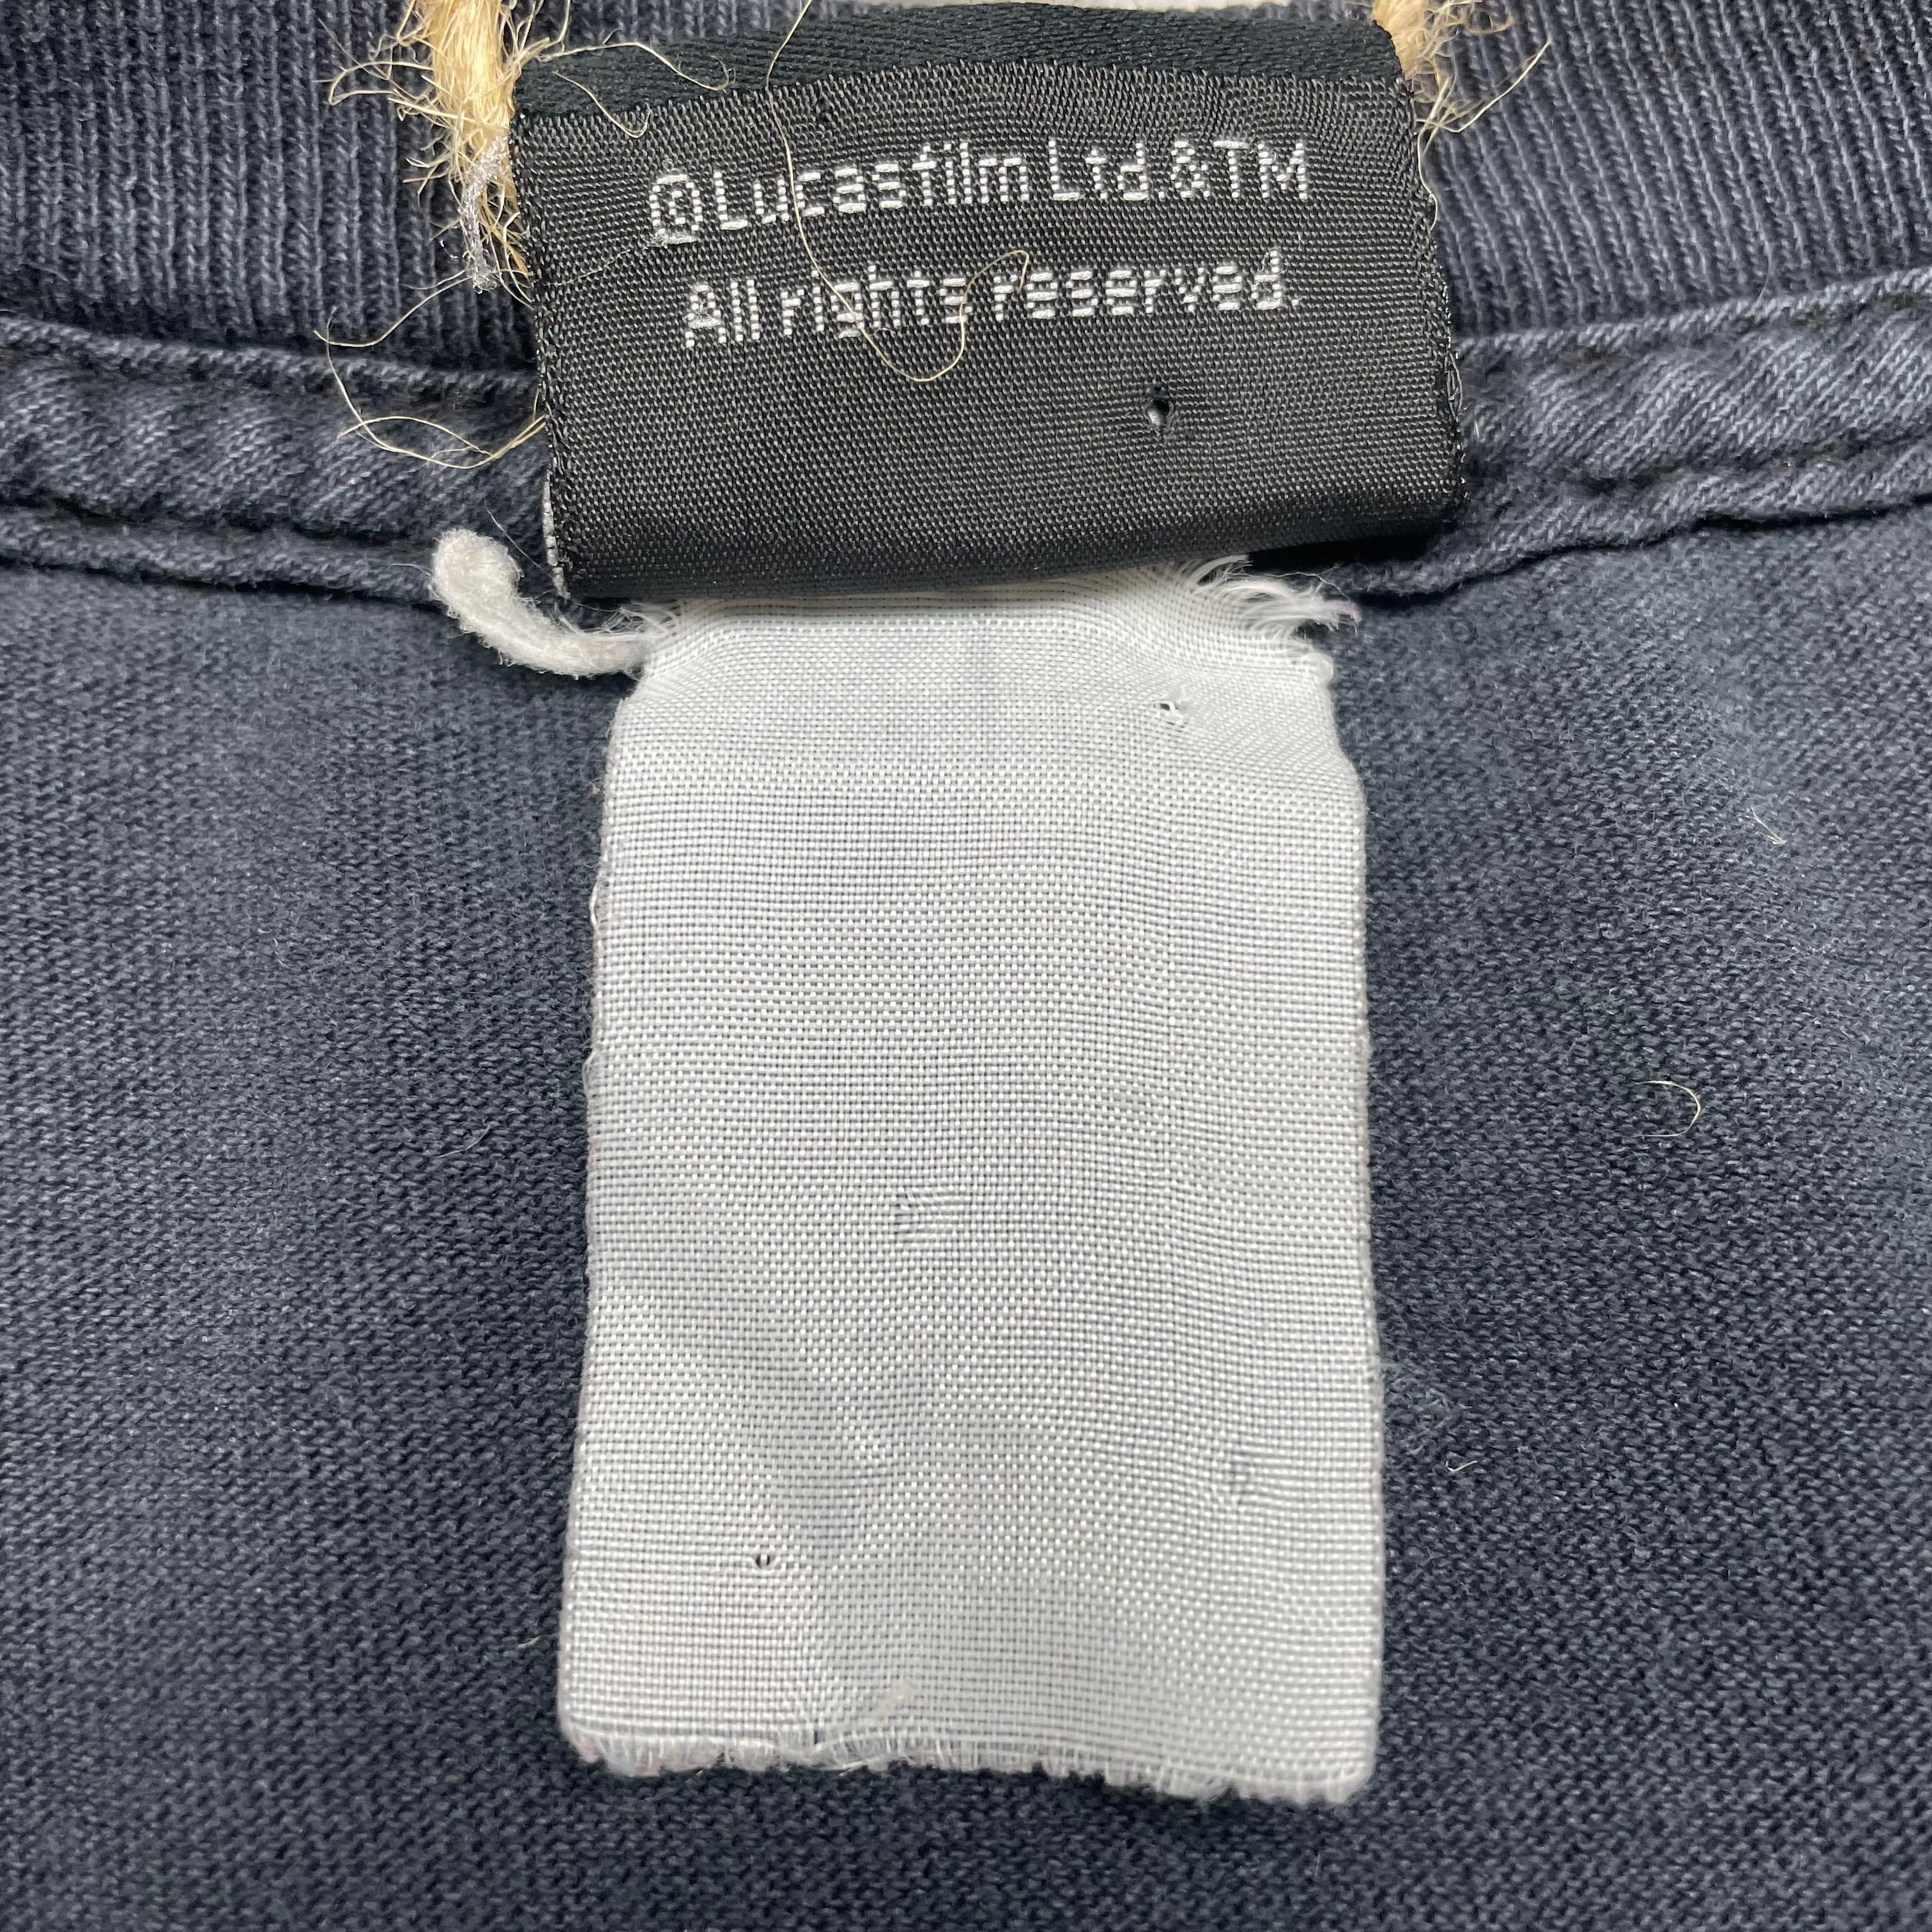 © Lucasfilm Ltd & TM
All rights reserved.